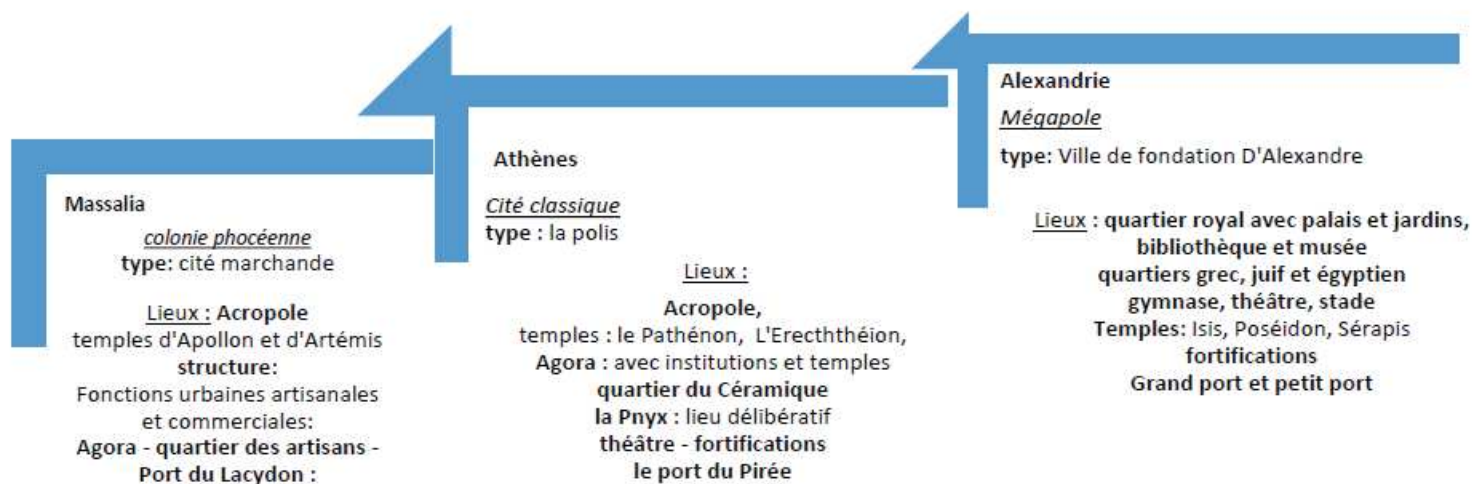 Massalia
colonie phocéenne
type: cité marchande
Lieux : Acropole
temples d'Apollon et d'Artémis
structure:
Fonctions urbaines artisanales
et commerciales:
Agora - quartier des artisans -
Port du Lacydon :
Athènes
Cité classique
type : la polis
Lieux :
Acropole,
temples : le Pathénon, L'Erecththéion,
Agora : avec institutions et temples
quartier du Céramique
la Pnyx : lieu délibératif
théâtre - fortifications
le port du Pirée
Alexandrie
Mégapole
type: Ville de fondation D'Alexandre
Lieux : quartier royal avec palais et jardins,
bibliothèque et musée
quartiers grec, juif et égyptien
gymnase, théâtre, stade
Temples: Isis, Poséidon, Sérapis
fortifications
Grand port et petit port